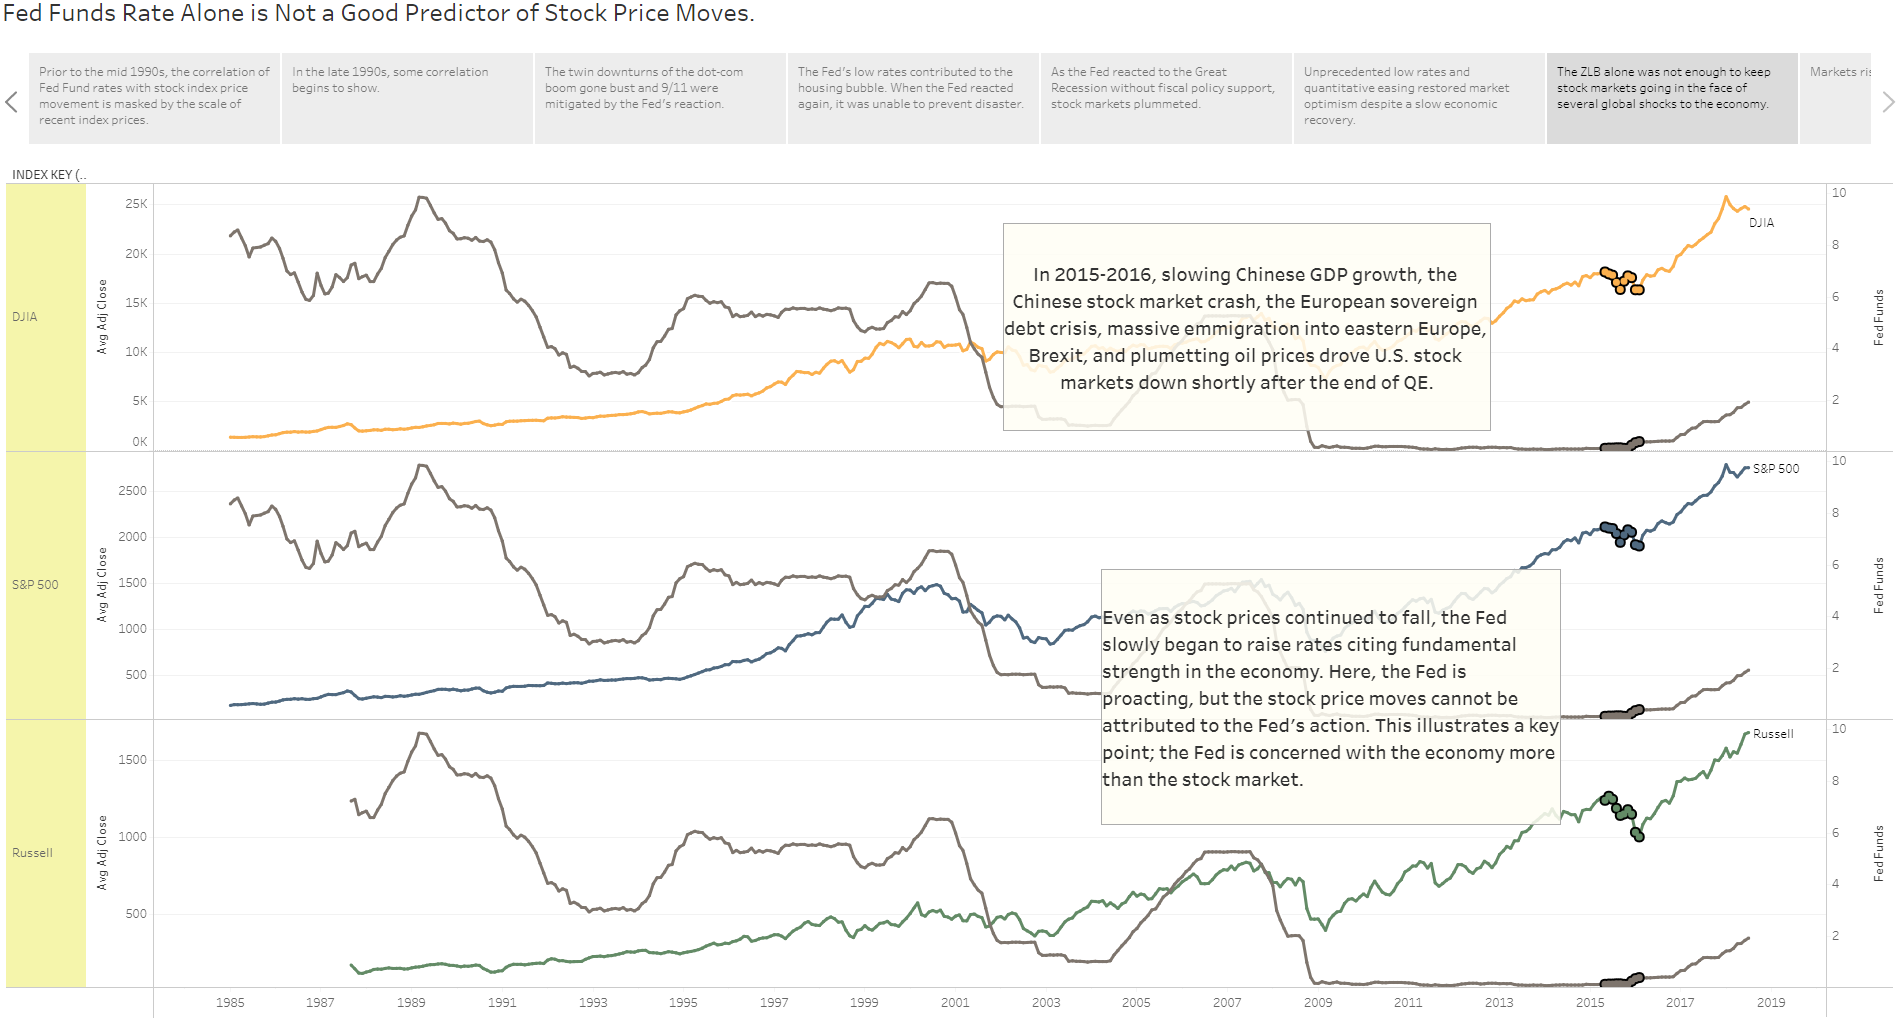 Fed Funds Rate Alone is Not a Good Predictor of Stock Price Moves.
Prior to the mid 1990s, the correlation of
Fed Fund rates with stock index price
movement is masked by the scale of
recent index prices.
In the late 1990s, some correlation
begins to show.
The twin downturns of the dot-com
boom gone bust and 9/11 were
mitigated by the Fed's reaction.
The Fed's low rates contributed to the
housing bubble. When the Fed reacted
again, it was unable to prevent disaster.
As the Fed reacted to the Great
Recession without fiscal policy support,
stock markets plummeted.
Unprecedented low rates and
quantitative easing restored market
optimism despite a slow economic
recovery.
The ZLB alone was not enough to keep
stock markets going in the face of
several global shocks to the economy.
Markets ris
INDEX KEY (..
DJIA
Avg Adj Close
25K
20K
15K
10K
5K
0K
In 2015-2016, slowing Chinese GDP growth, the
Chinese stock market crash, the European sovereign
debt crisis, massive emmigration into eastern Europe,
Brexit, and plumetting oil prices drove U.S. stock
markets down shortly after the end of QE.
DJIA
10
8
6
4
2
Fed Funds
S&P 500
Avg Adj Close
2500
2000
1500
1000
500
S&P 500
10
8
6
4
2
Fed Funds
Even as stock prices continued to fall, the Fed
slowly began to raise rates citing fundamental
strength in the economy. Here, the Fed is
proacting, but the stock price moves cannot be
attributed to the Fed's action. This illustrates a key
point; the Fed is concerned with the economy more
than the stock market.
Russell
Avg Adj Close
1500
1000
500
Russell
10
8
6
4
2
Fed Funds
1985 1987 1989 1991 1993 1995 1997 1999 2001 2003 2005 2007 2009 2011 2013 2015 2017 2019